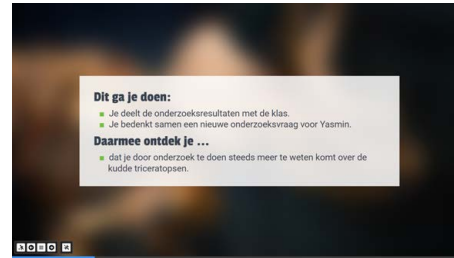 Dit ga je doen:
Je deelt de onderzoeksresultaten met de klas.
Je bedenkt samen een nieuwe onderzoeksvraag voor Yasmin.
Daarmee ontdek je ...
dat je door onderzoek te doen steeds meer te weten komt over de
kudde triceratopsen.